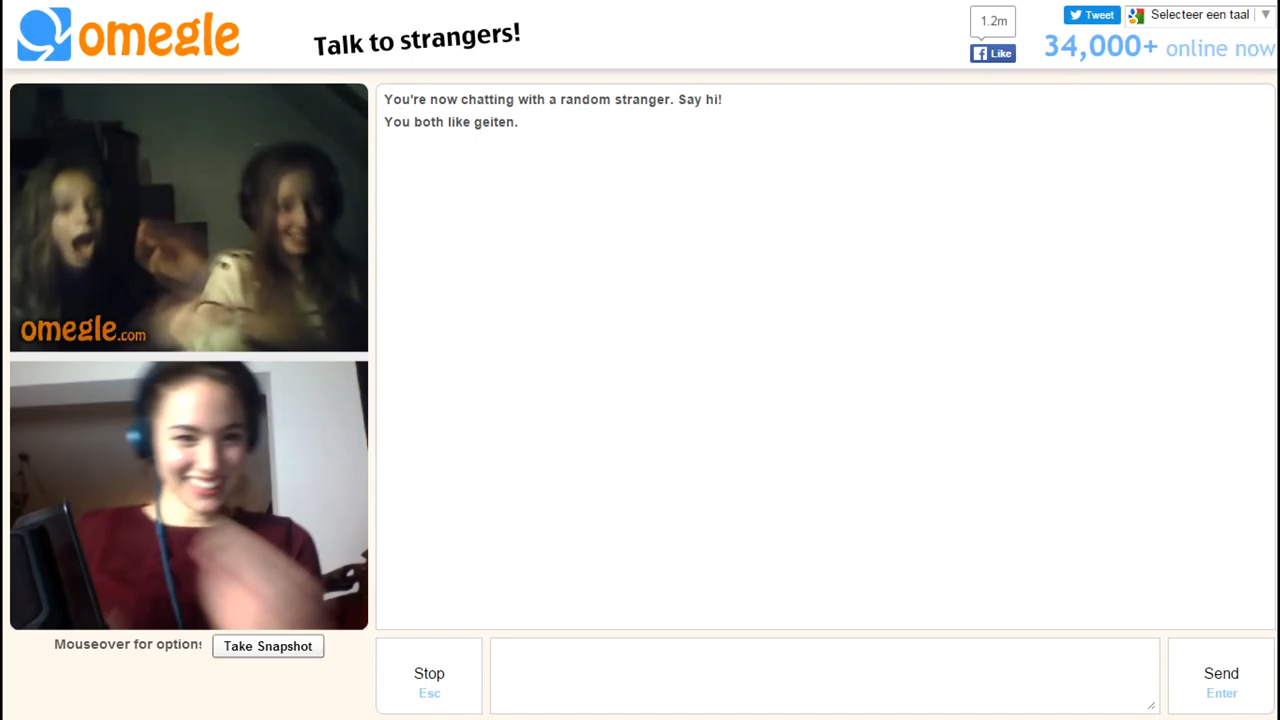 omegle
Talk to strangers!
1.2m
Like
Tweet
Selecteer een taal
34,000+ online now
omegle.com
You're now chatting with a random stranger. Say hi!
You both like geiten.
Mouseover for option
Take Snapshot
Stop
Esc
Send
Enter